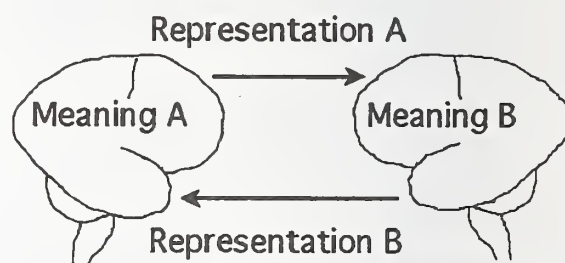 Representation A
Meaning A
Meaning B
Representation B